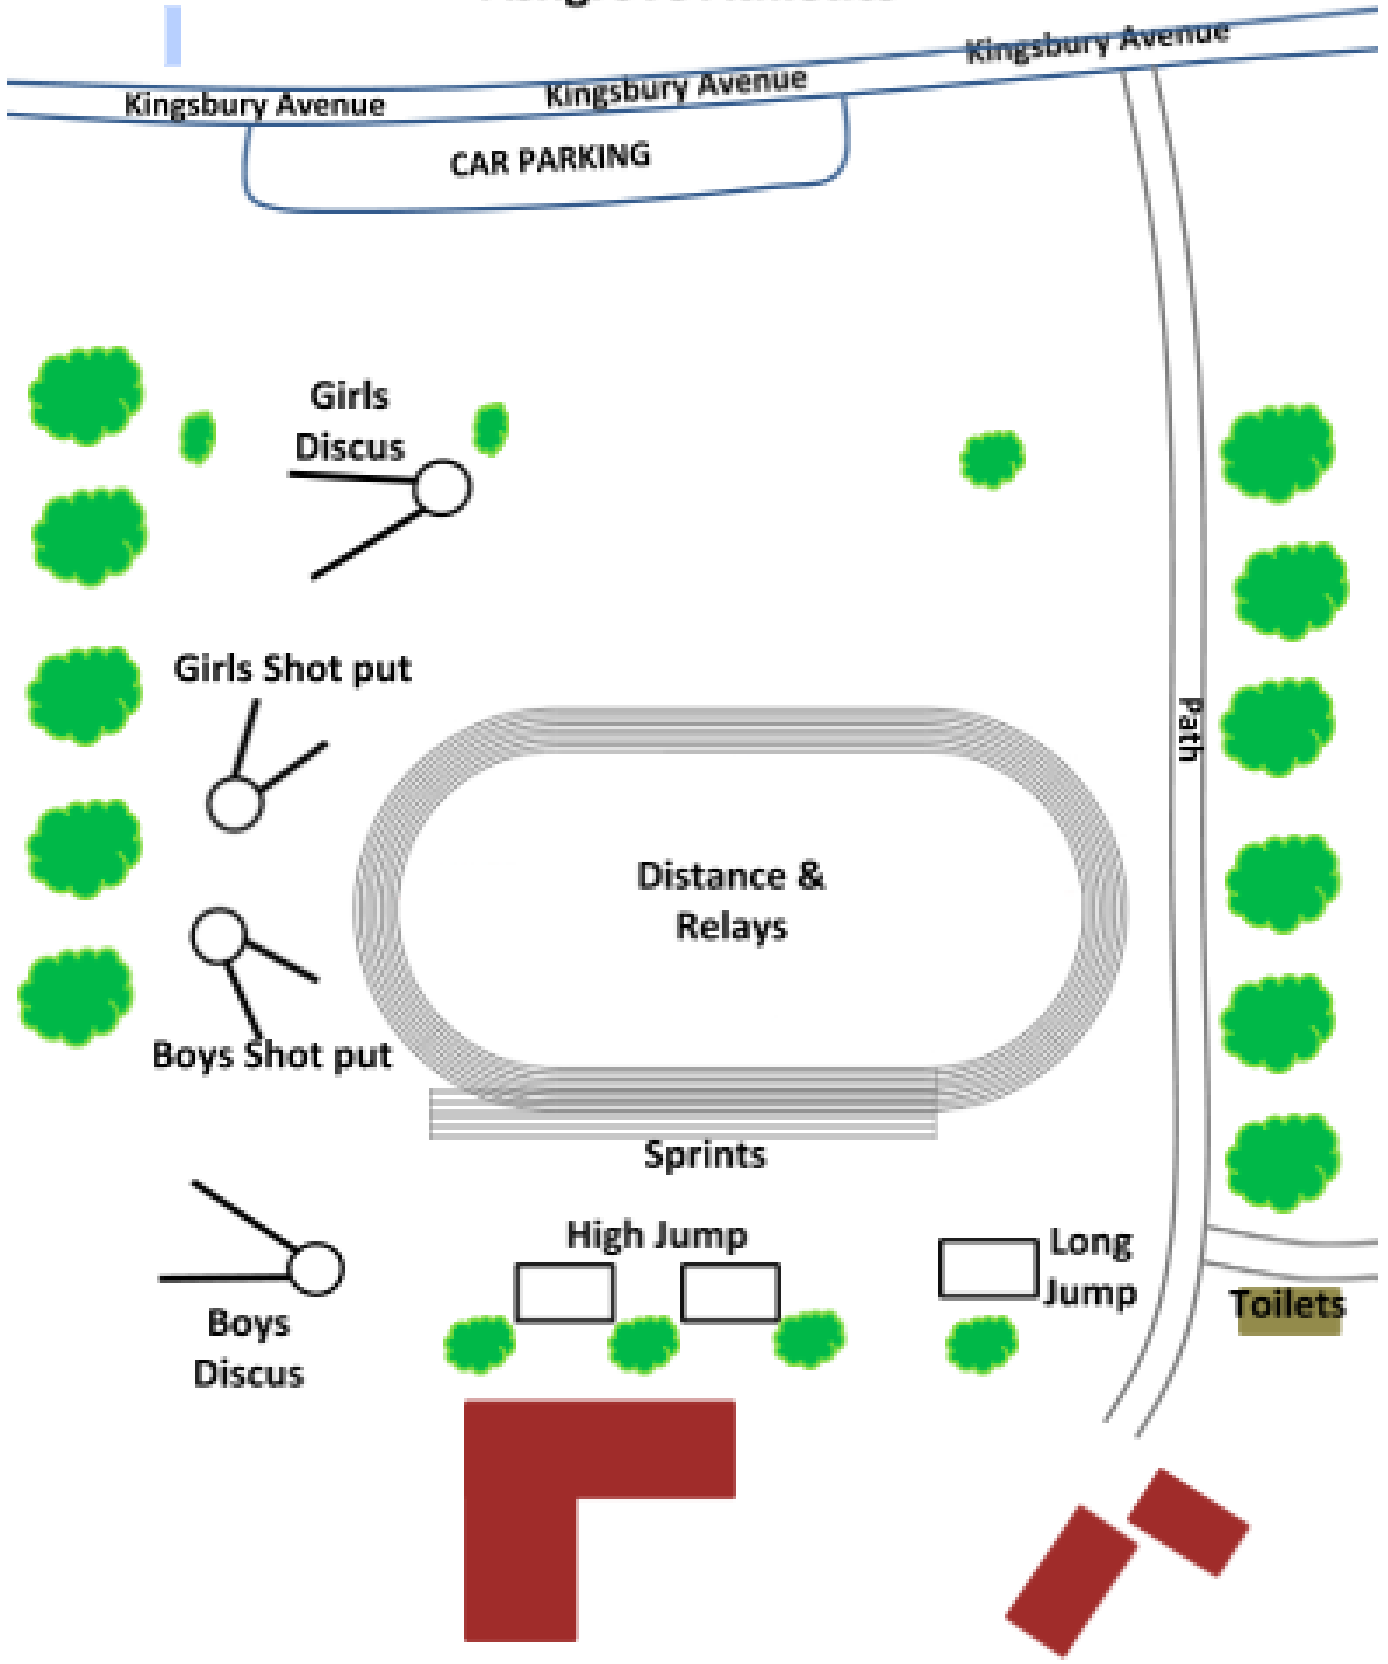 Kingsbury Avenue
Kingsbury Avenue
Kingsbury Avenue
CAR PARKING
Girls
Discus
Girls Shot put
Path
Distance &
Relays
Boys Shot put
Sprints
High Jump
Long
Jump
Toilets
Boys
Discus